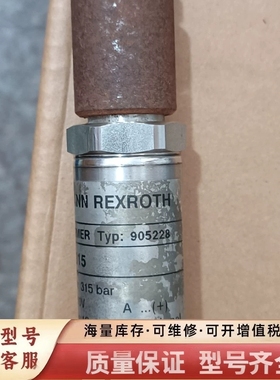 NN REXROTH
MER Typ: 905228
15
315 bar
A ...(+)
型号
客服
海量库存·可维修·可开增值税
质量保证 型号齐全